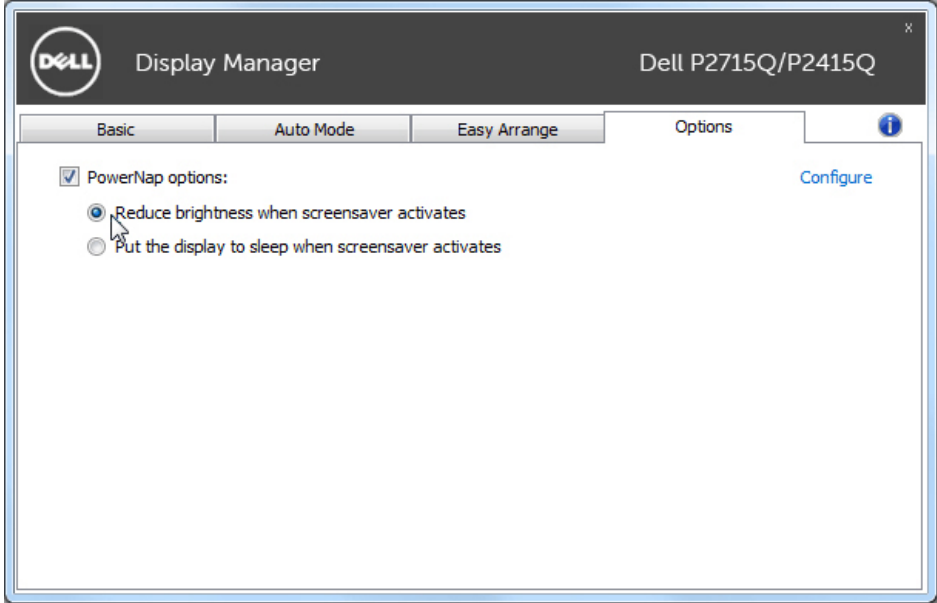 DELL Display Manager Dell P2715Q/P2415Q x
Basic Auto Mode Easy Arrange Options i
PowerNap options: Configure
Reduce brightness when screensaver activates
Put the display to sleep when screensaver activates